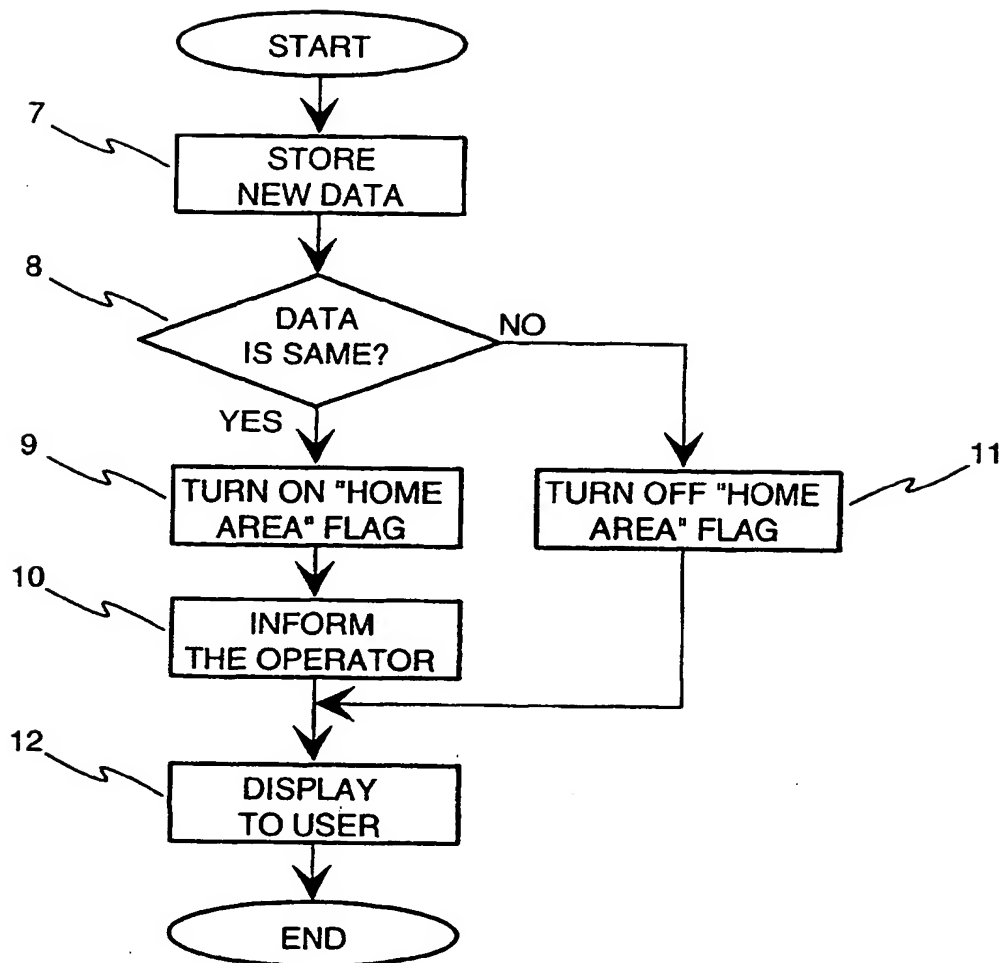 START
7
STORE
NEW DATA
8
DATA
IS SAME?
NO
YES
9
TURN ON "HOME
AREA" FLAG
11
TURN OFF "HOME
AREA" FLAG
10
INFORM
THE OPERATOR
12
DISPLAY
TO USER
END